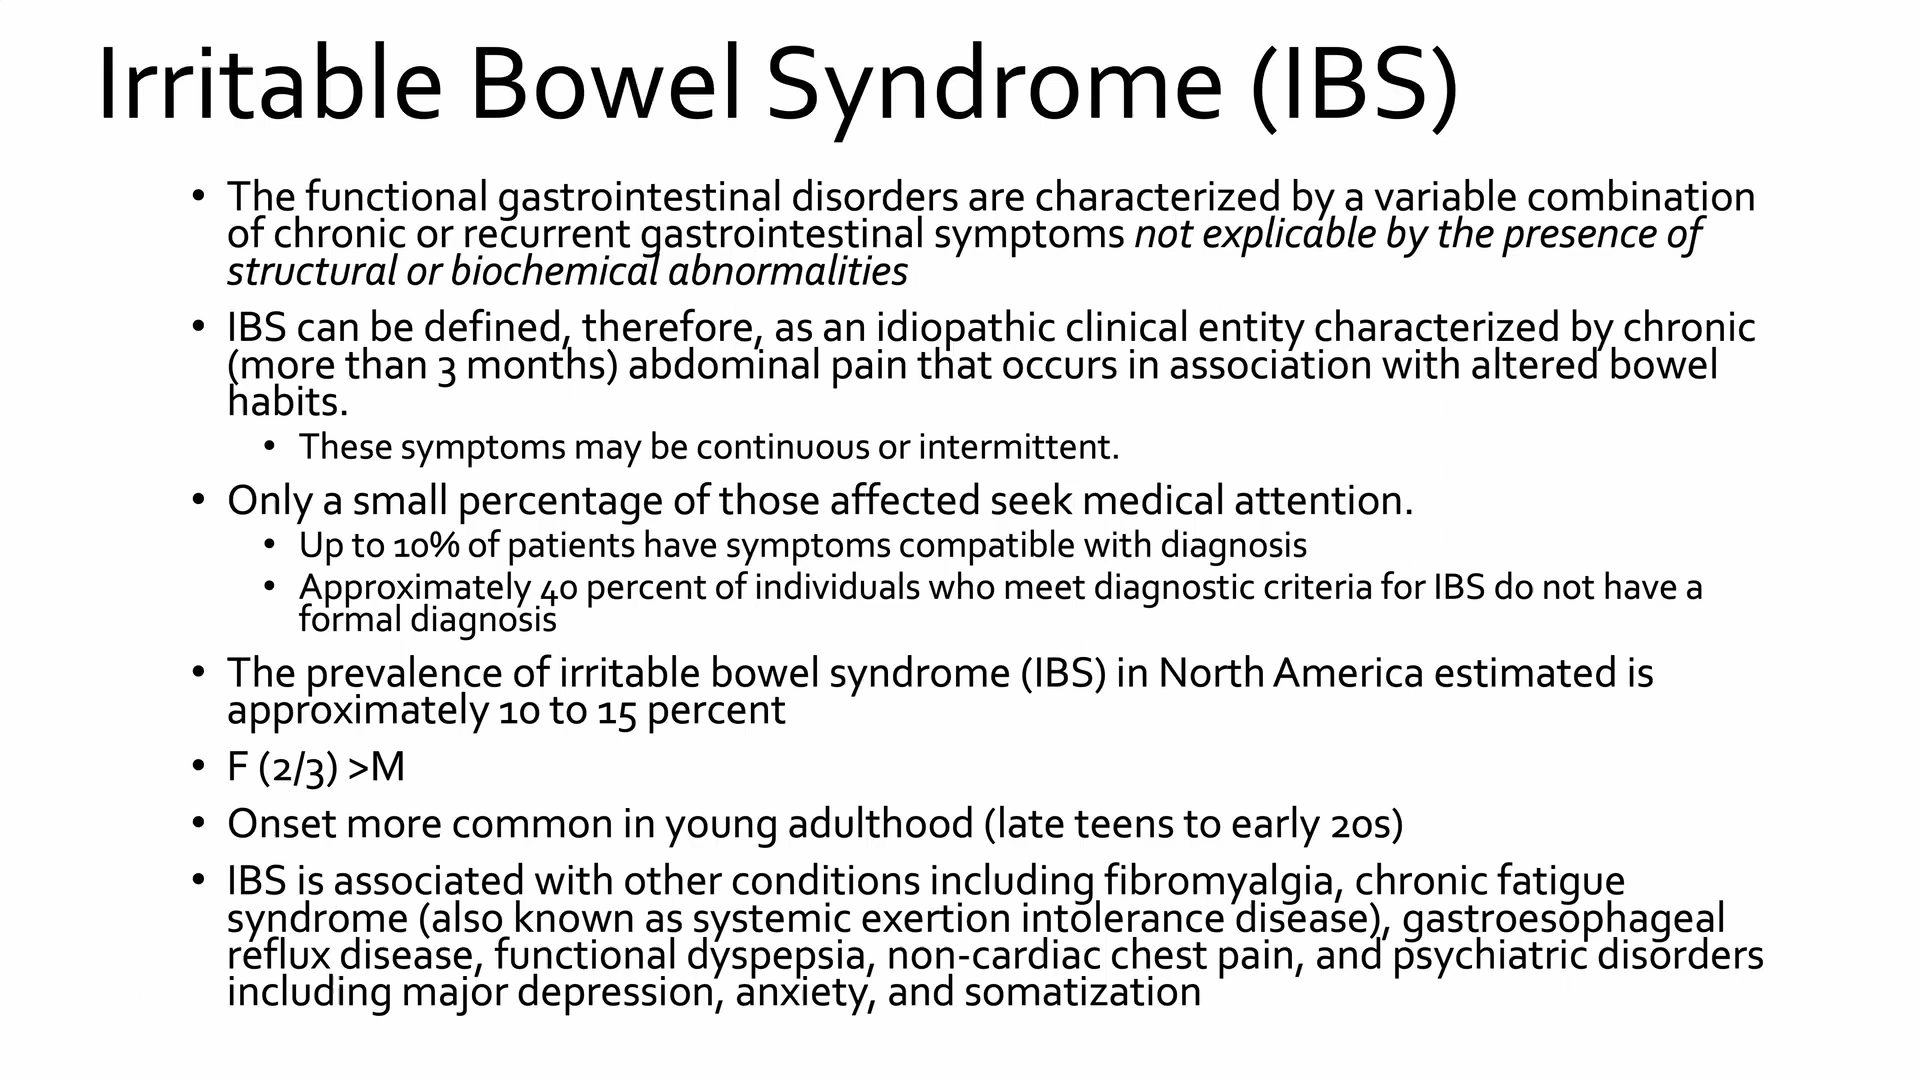 Irritable Bowel Syndrome (IBS)
• The functional gastrointestinal disorders are characterized by a variable combination
of chronic or recurrent gastrointestinal symptoms not explicable by the presence of
structural or biochemical abnormalities
• IBS can be defined, therefore, as an idiopathic clinical entity characterized by chronic
(more than 3 months) abdominal pain that occurs in association with altered bowel
habits.
• These symptoms may be continuous or intermittent.
• Only a small percentage of those affected seek medical attention.
• Up to 10% of patients have symptoms compatible with diagnosis
• Approximately 40 percent of individuals who meet diagnostic criteria for IBS do not have a
formal diagnosis
• The prevalence of irritable bowel syndrome (IBS) in North America estimated is
approximately 10 to 15 percent
• F (2/3) >M
• Onset more common in young adulthood (late teens to early 20s)
• IBS is associated with other conditions including fibromyalgia, chronic fatigue
syndrome (also known as systemic exertion intolerance disease), gastroesophageal
reflux disease, functional dyspepsia, non-cardiac chest pain, and psychiatric disorders
including major depression, anxiety, and somatization